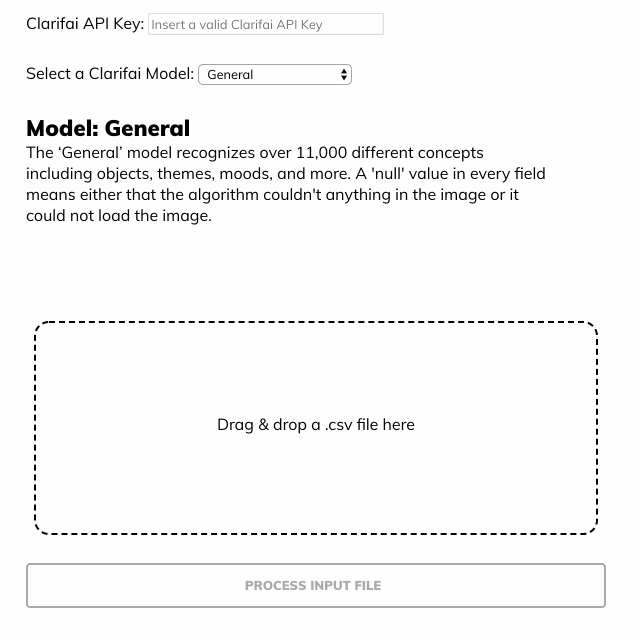 Clarifai API Key: Insert a valid Clarifai API Key
Select a Clarifai Model: General
Model: General
The ‘General’ model recognizes over 11,000 different concepts
including objects, themes, moods, and more. A 'null' value in every field
means either that the algorithm couldn't anything in the image or it
could not load the image.
Drag & drop a .csv file here
PROCESS INPUT FILE